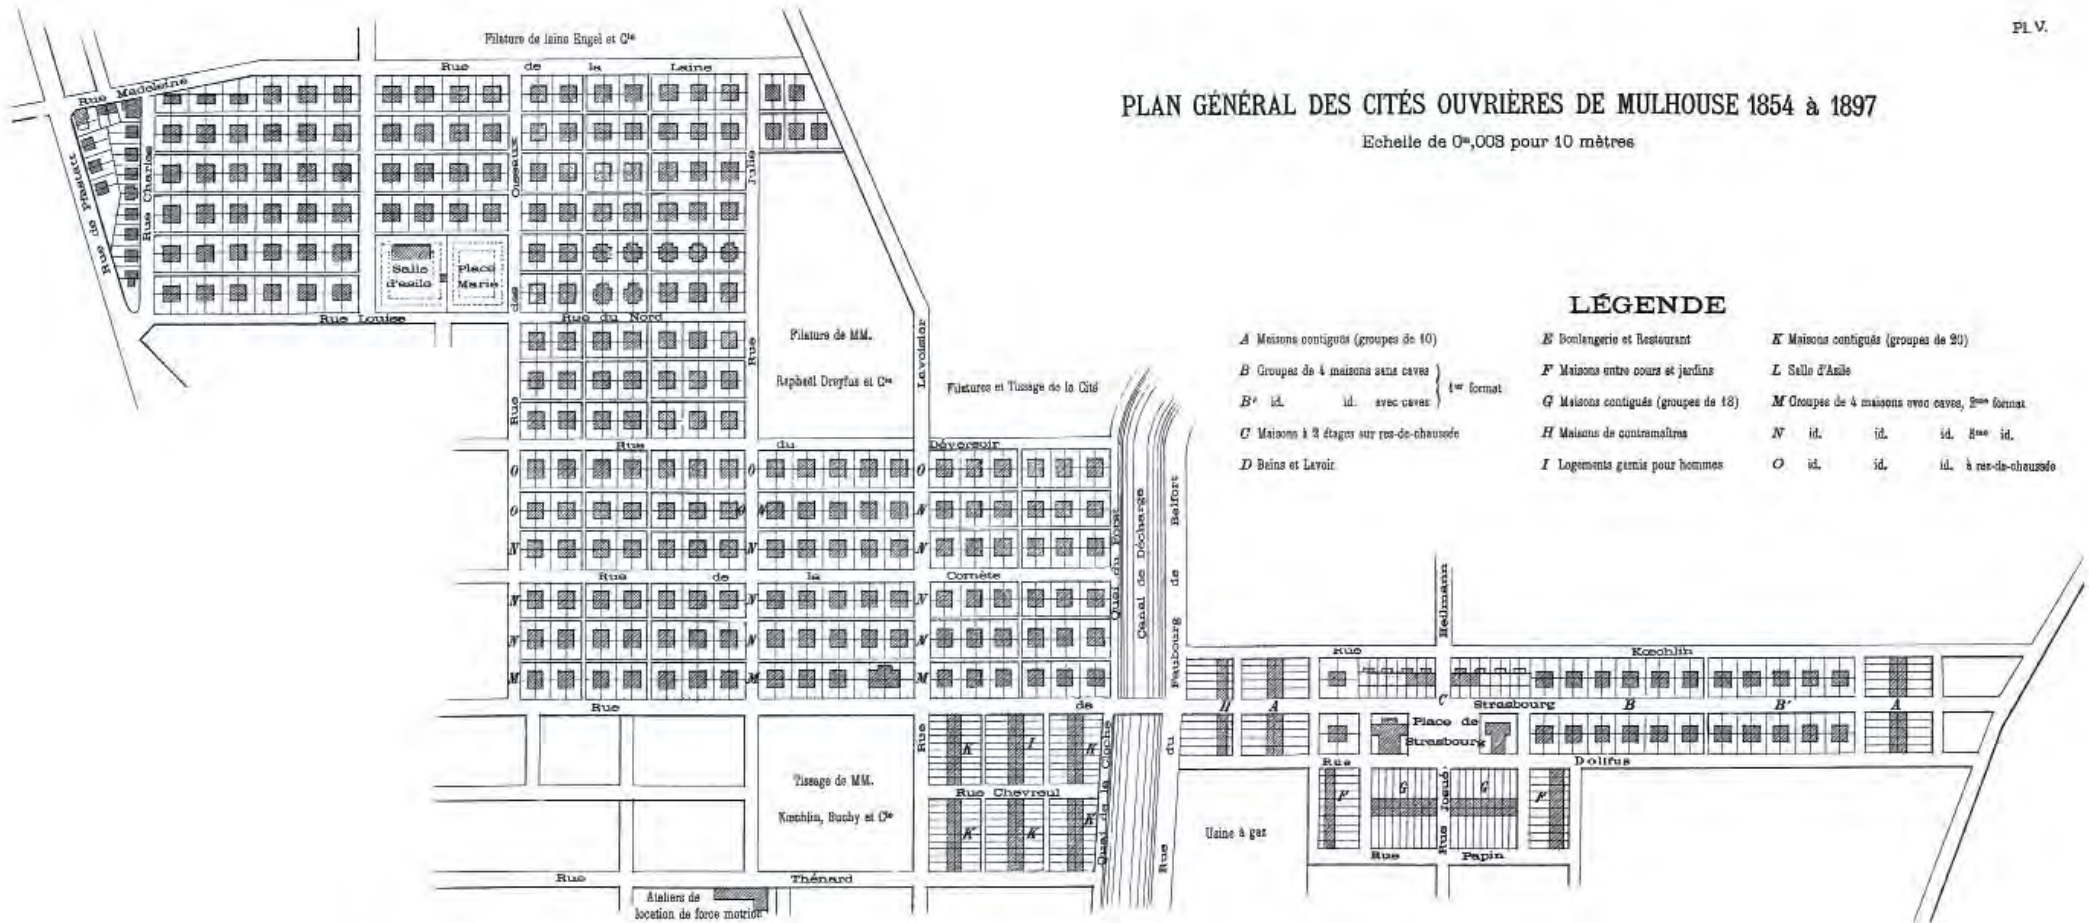 PL. V.
PLAN GÉNÉRAL DES CITÉS OUVRIÈRES DE MULHOUSE 1854 à 1897
Echelle de 0ᵐ,003 pour 10 mètres
LÉGENDE
A Maisons contiguës (groupes de 10)
B Groupes de 4 maisons sans caves
B' id. id. avec caves
1er format
C Maisons à 2 étages sur rez-de-chaussée
D Bains et Lavoir
E Boulangerie et Restaurant
F Maisons entre cours et jardins
G Maisons contiguës (groupes de 18)
H Maisons de contremaîtres
I Logements garnis pour hommes
K Maisons contiguës (groupes de 20)
L Salle d'Asile
M Groupes de 4 maisons avec caves, 2me format
N id. id. id. 3me id.
O id. id. id. à rez-de-chaussée
Filature de laine Engel et Cie
Rue de la Laine
Rue Madeleine
Rue de Pfastatt
Rue Charles
Rue des Oiseaux
Rue Julie
Salle d'asile
Place Marie
Rue Louise
Rue du Nord
Filature de MM.
Raphaël Dreyfus et Cie
Rue Lavoisier
Filatures et Tissage de la Cité
Rue du Déversoir
O O O
O O N N
N N N
Rue de la Comète
N N N
N N N
M M M
Quai du Forst
Canal de Décharge
Rue du Faubourg de Belfort
Heilmann
Rue Kœchlin
Rue de Strasbourg
H A C B B' A
Place de Strasbourg
Rue Dollfus
F G G F
Rue Josué
Rue Papin
Usine à gaz
K I K
Rue Chevreul
K K K
Quai de la Cloche
Tissage de MM.
Kœchlin, Buchy et Cie
Rue Thénard
Ateliers de
location de force motrice